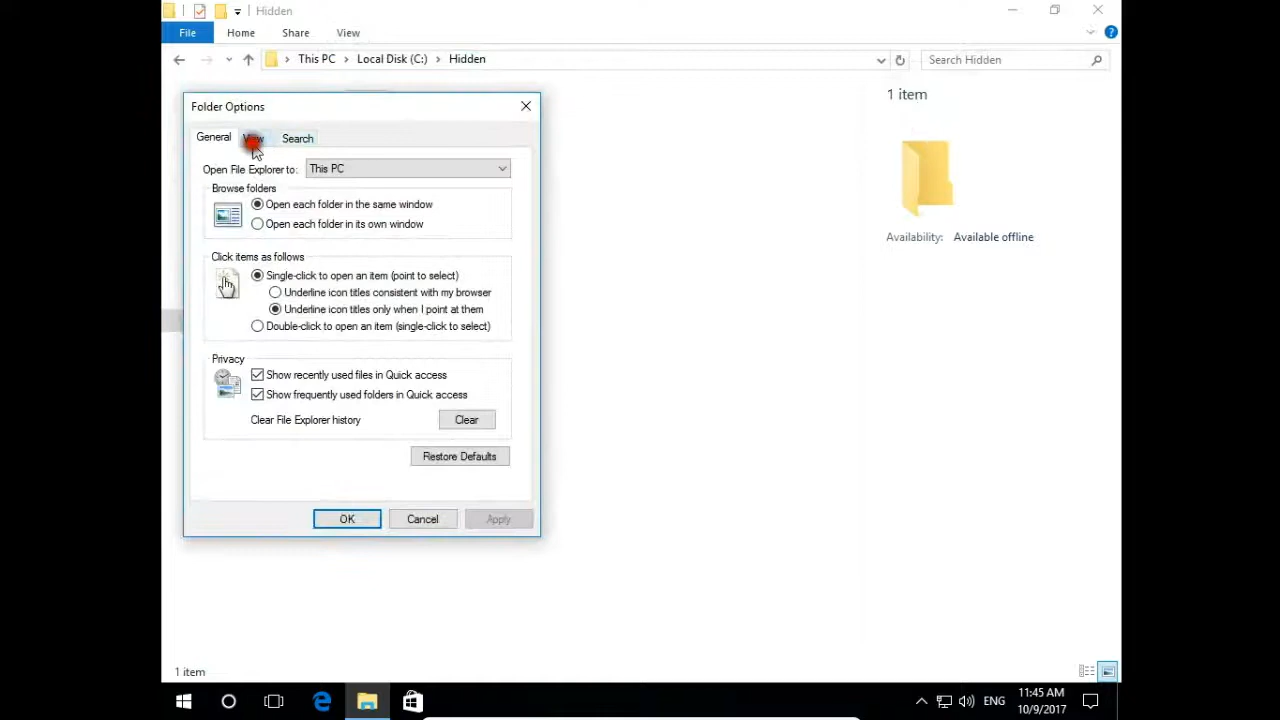 Hidden
File Home Share View
This PC Local Disk (C:) Hidden Search Hidden
1 item
Folder Options
General View Search
Open File Explorer to: This PC
Browse folders
Open each folder in the same window
Open each folder in its own window
Availability: Available offline
Click items as follows
Single-click to open an item (point to select)
Underline icon titles consistent with my browser
Underline icon titles only when I point at them
Double-click to open an item (single-click to select)
Privacy
Show recently used files in Quick access
Show frequently used folders in Quick access
Clear File Explorer history Clear
Restore Defaults
OK Cancel Apply
1 item
ENG 11:45 AM
10/9/2017